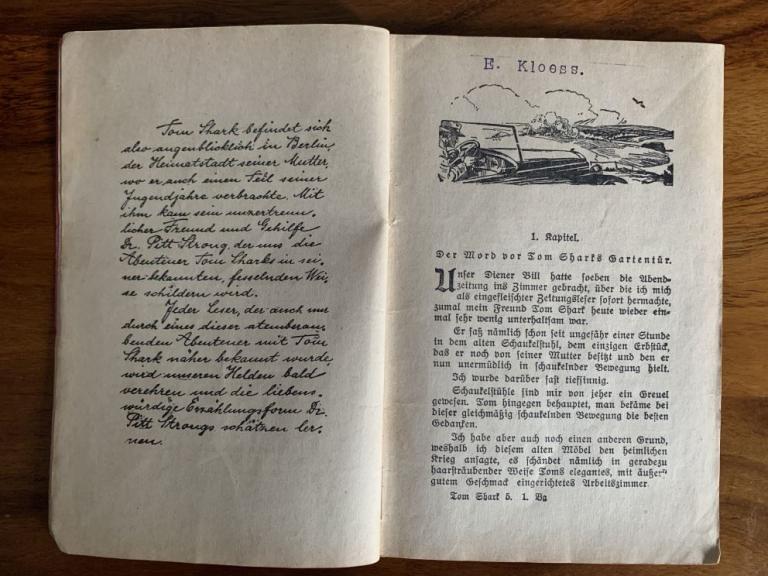 Tom Shark befindet sich
also augenblicklich in Berlin,
der Heimatstadt seiner Mutter,
wo er auch einen Teil seiner
Jugendjahre verbrachte. Mit
ihm kam sein unzertrenn-
licher Freund und Gehilfe
Dr. Pitt Strong, der uns die
Abenteuer Tom Sharks in sei-
ner bekannten, fesselnden Wei-
se schildern wird.
Jeder Leser, der auch nur
durch eines dieser atemberau-
benden Abenteuer mit Tom
Shark näher bekannt wurde,
wird unseren Helden bald
verehren und die liebens-
würdige Erzählungsform Dr.
Pitt Strongs schätzen ler-
nen.
E. Kloess.
1. Kapitel.
Der Mord vor Tom Sharks Gartentür.
Unser Diener Bill hatte soeben die Abend-
zeitung ins Zimmer gebracht, über die ich mich
als eingefleischter Zeitungsleser sofort hermachte,
zumal mein Freund Tom Shark heute wieder ein-
mal sehr wenig unterhaltsam war.
Er saß nämlich schon seit ungefähr einer Stunde
in dem alten Schaukelstuhl, dem einzigen Erbstück,
das er noch von seiner Mutter besitzt und den er
nun unermüdlich in schaukelnder Bewegung hielt.
Ich wurde darüber fast tiefsinnig.
Schaukelstühle sind mir von jeher ein Greuel
gewesen. Tom hingegen behauptet, man bekäme bei
dieser gleichmäßig schaukelnden Bewegung die besten
Gedanken.
Ich habe aber auch noch einen anderen Grund,
weshalb ich diesem alten Möbel den heimlichen
Krieg ansagte, es schändet nämlich in geradezu
haarsträubender Weise Toms elegantes, mit äußer-
gutem Geschmack eingerichtetes Arbeitszimmer.
Tom Shark 5. 1. Bg